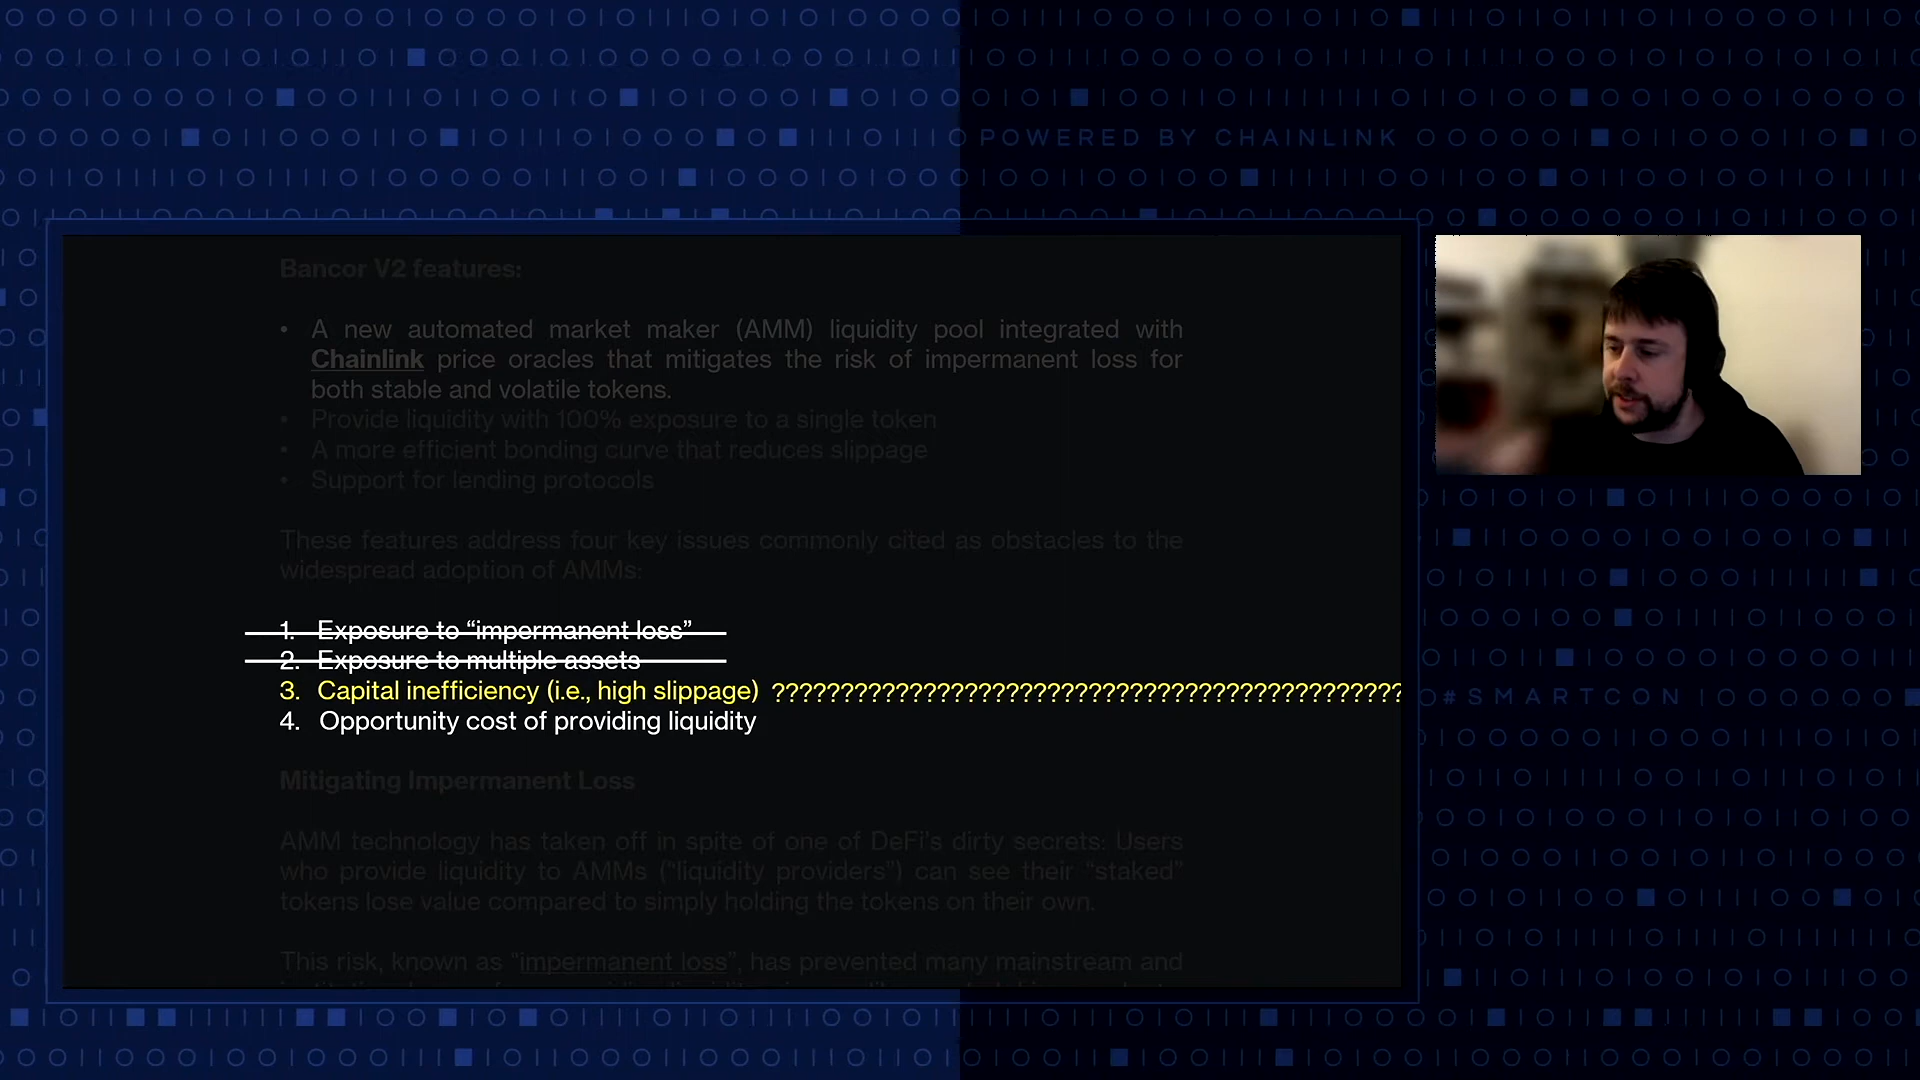 POWERED BY CHAINLINK
Bancor V2 features:
• A new automated market maker (AMM) liquidity pool integrated with
Chainlink price oracles that mitigates the risk of impermanent loss for
both stable and volatile tokens.
• Provide liquidity with 100% exposure to a single token
• A more efficient bonding curve that reduces slippage
• Support for lending protocols
These features address four key issues commonly cited as obstacles to the
widespread adoption of AMMs:
1. Exposure to “impermanent loss”
2. Exposure to multiple assets
3. Capital inefficiency (i.e., high slippage) ??????????????????????????????????????????????
4. Opportunity cost of providing liquidity
#SMARTCON
Mitigating Impermanent Loss
AMM technology has taken off in spite of one of DeFi’s dirty secrets: Users
who provide liquidity to AMMs (“liquidity providers”) can see their “staked”
tokens lose value compared to simply holding the tokens on their own.
This risk, known as “impermanent loss”, has prevented many mainstream and